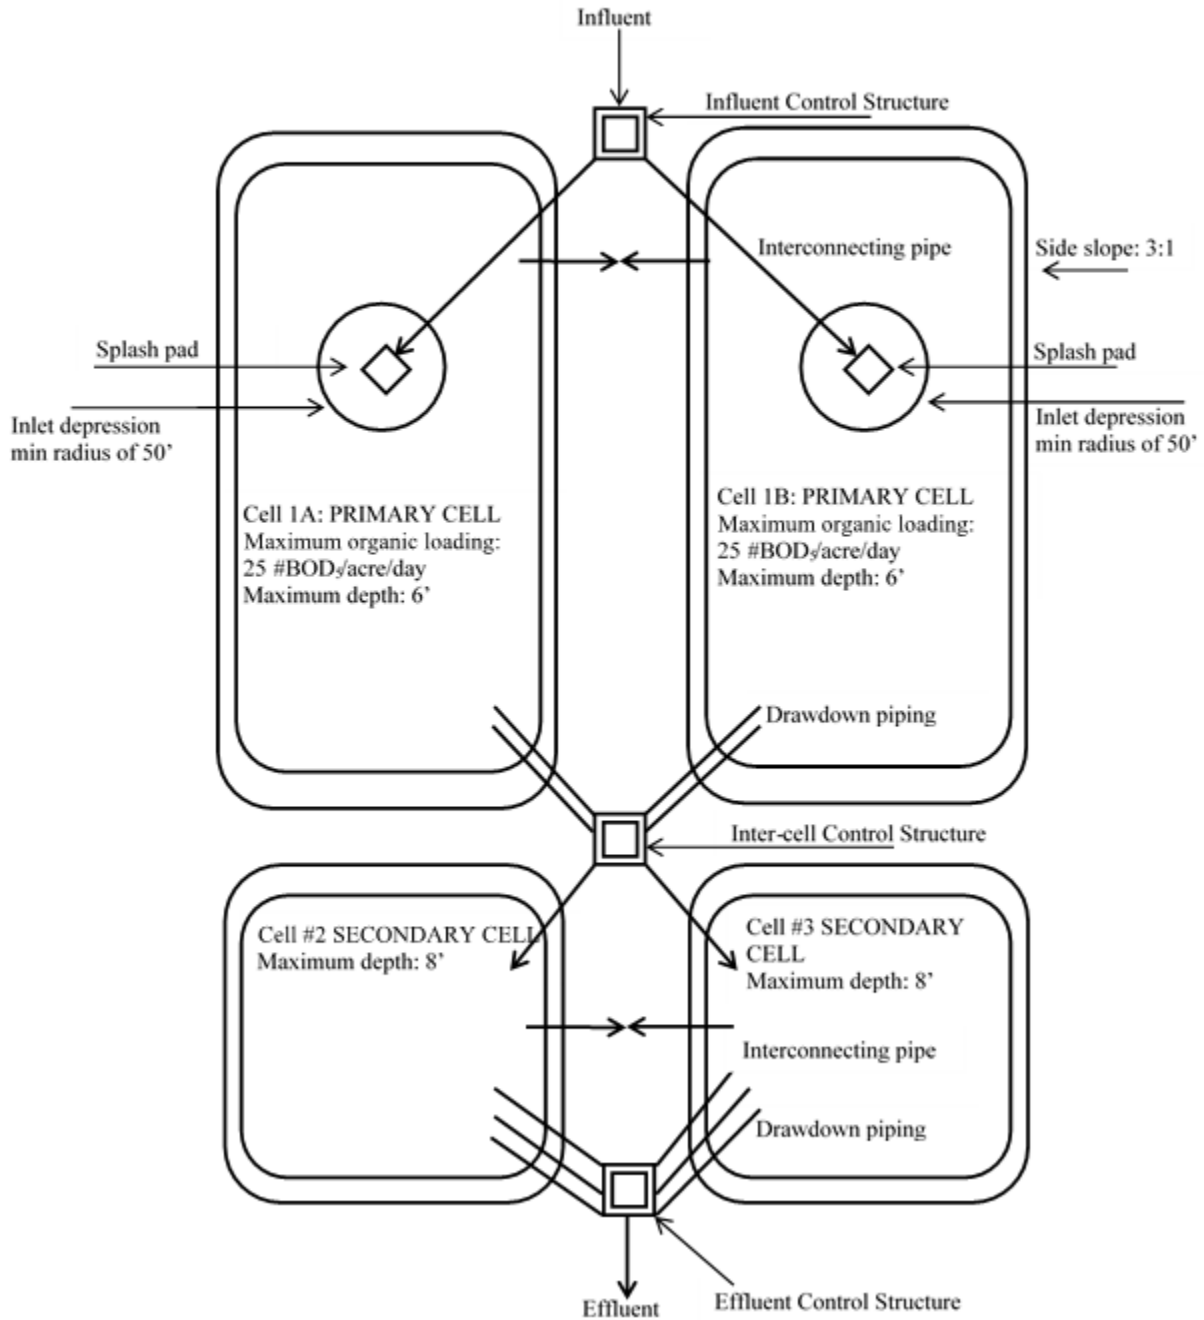 Influent
Influent Control Structure
Interconnecting pipe
Side slope: 3:1
Splash pad
Splash pad
Inlet depression
min radius of 50’
Inlet depression
min radius of 50’
Cell 1A: PRIMARY CELL
Maximum organic loading:
25 #BOD₅/acre/day
Maximum depth: 6’
Cell 1B: PRIMARY CELL
Maximum organic loading:
25 #BOD₅/acre/day
Maximum depth: 6’
Drawdown piping
Inter-cell Control Structure
Cell #2 SECONDARY CELL
Maximum depth: 8’
Cell #3 SECONDARY
CELL
Maximum depth: 8’
Interconnecting pipe
Drawdown piping
Effluent
Effluent Control Structure